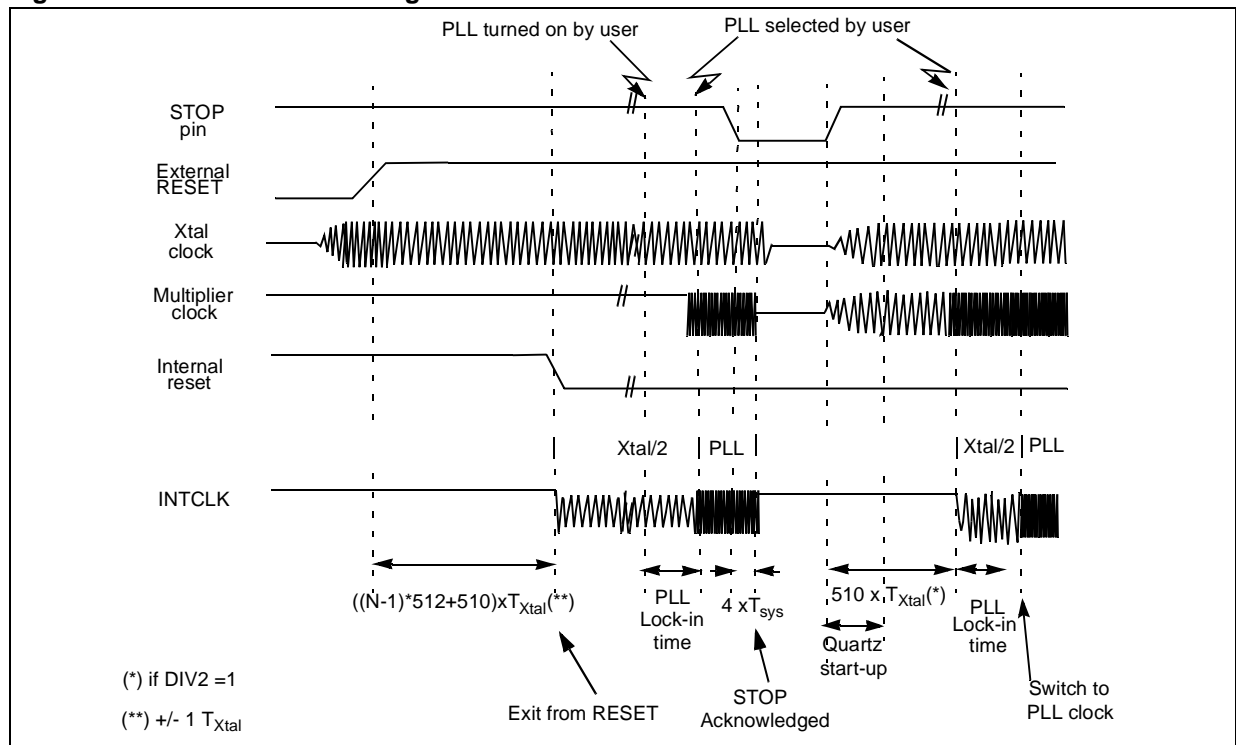 PLL turned on by user
PLL selected by user
STOP
pin
External
RESET
Xtal
clock
Multiplier
clock
Internal
reset
Xtal/2
PLL
Xtal/2
PLL
INTCLK
((N-1)*512+510)xTXtal(**)
PLL
Lock-in
time
4 xTsys
510 x TXtal(*)
Quartz
start-up
PLL
Lock-in
time
(*) if DIV2 =1
(**) +/- 1 TXtal
Exit from RESET
STOP
Acknowledged
Switch to
PLL clock